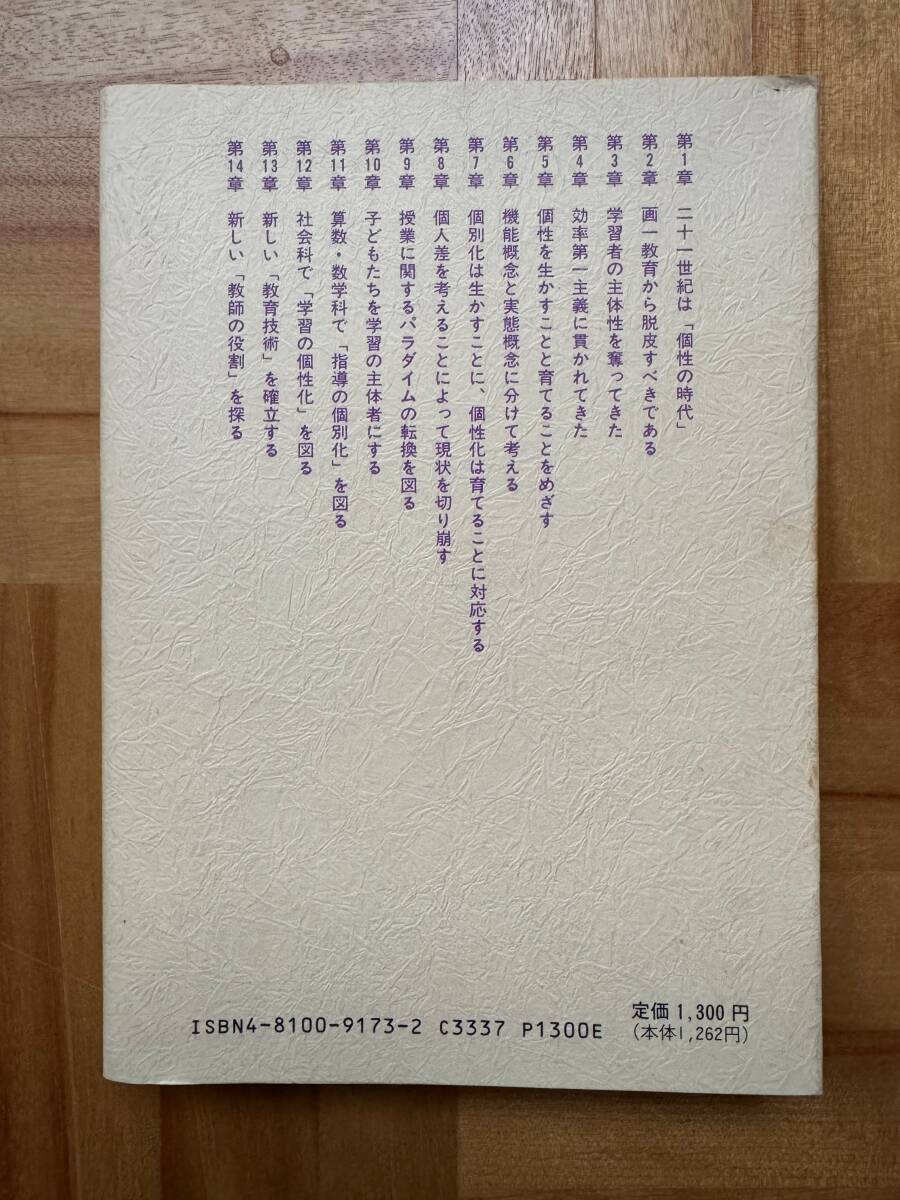 第1章 二十一世紀は「個性の時代」
第2章 画一教育から脱皮すべきである
第3章 学習者の主体性を奪ってきた
第4章 効率第一主義に貫かれてきた
第5章 個性を生かすことと育てることをめざす
第6章 機能概念と実態概念に分けて考える
第7章 個別化は生かすことに、個性化は育てることに対応する
第8章 個人差を考えることによって現状を切り崩す
第9章 授業に関するパラダイムの転換を図る
第10章 子どもたちを学習の主体者にする
第11章 算数・数学科で「指導の個別化」を図る
第12章 社会科で「学習の個性化」を図る
第13章 新しい「教育技術」を確立する
第14章 新しい「教師の役割」を探る
ISBN4-8100-9173-2 C3337 P1300E
定価1,300円
(本体1,262円)